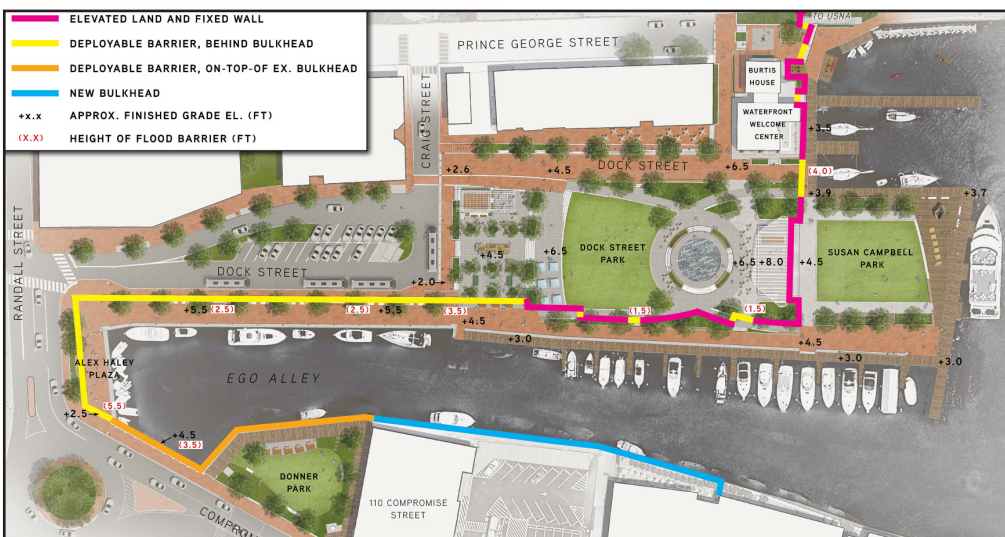 ELEVATED LAND AND FIXED WALL
DEPLOYABLE BARRIER, BEHIND BULKHEAD
DEPLOYABLE BARRIER, ON-TOP-OF EX. BULKHEAD
NEW BULKHEAD
+X.X APPROX. FINISHED GRADE EL. (FT)
(X.X) HEIGHT OF FLOOD BARRIER (FT)
TO USNA
PRINCE GEORGE STREET
CRAIG STREET
BURTIS
HOUSE
WATERFRONT
WELCOME
CENTER
+3.5
DOCK STREET
+2.6
+4.5
+6.5
(4.0)
+3.9
+3.7
RANDALL STREET
DOCK STREET
+2.0
+4.5
+6.5
DOCK STREET
PARK
+6.5
+8.0
+4.5
SUSAN CAMPBELL
PARK
+5.5
(2.5)
(2.5)
+5.5
(3.5)
+4.5
+3.0
(1.5)
(1.5)
+4.5
+3.0
+3.0
ALEX HALEY
PLAZA
EGO ALLEY
+2.5
(5.5)
+4.5
(3.5)
DONNER
PARK
110 COMPROMISE
STREET
COMPROM